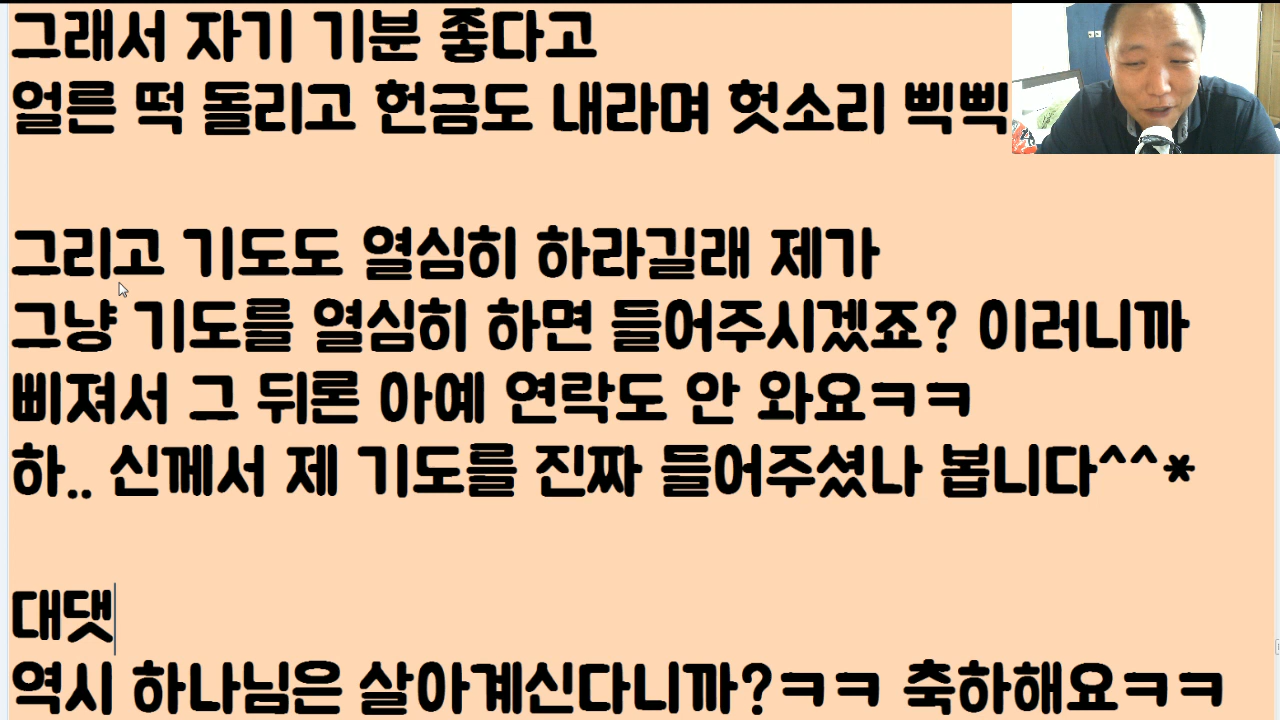 그래서 자기 기분 좋다고
얼른 떡 돌리고 헌금도 내라며 헛소리 삑삑
그리고 기도도 열심히 하라길래 제가
그냥 기도를 열심히 하면 들어주시겠죠? 이러니까
삐져서 그 뒤론 아예 연락도 안 와요ㅋㅋ
하.. 신께서 제 기도를 진짜 들어주셨나 봅니다^^*
대댓
역시 하나님은 살아계신다니까?ㅋㅋ 축하해요ㅋㅋ